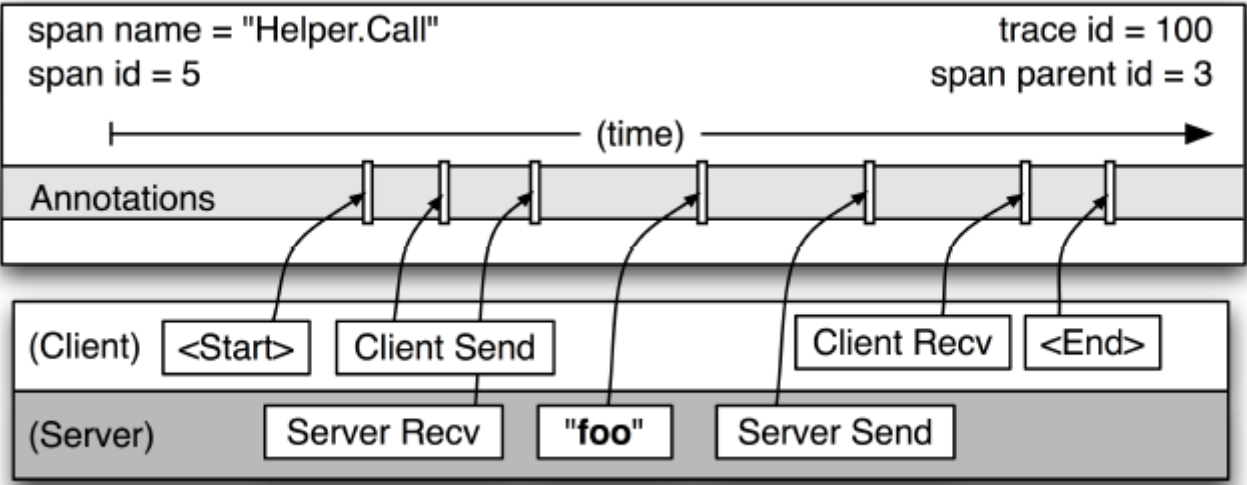 span name = "Helper.Call"
trace id = 100
span id = 5
span parent id = 3
(time)
Annotations
(Client)
<Start>
Client Send
Client Recv
<End>
(Server)
Server Recv
"foo"
Server Send